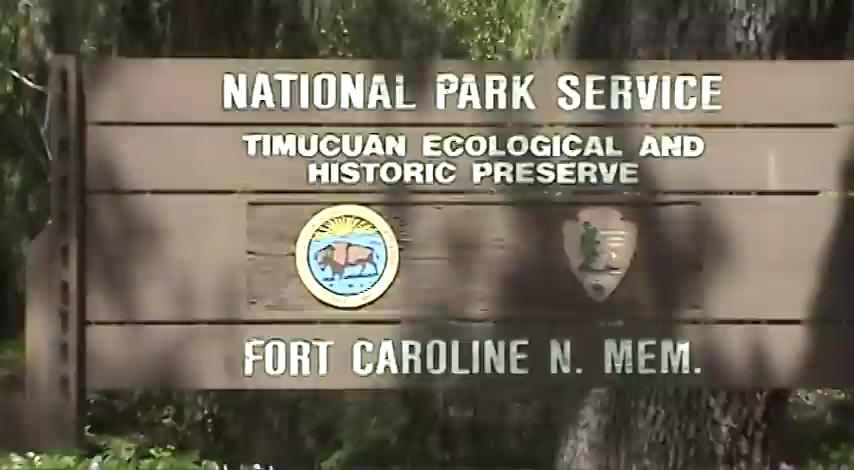 NATIONAL PARK SERVICE
TIMUCUAN ECOLOGICAL AND
HISTORIC PRESERVE
FORT CAROLINE N. MEM.